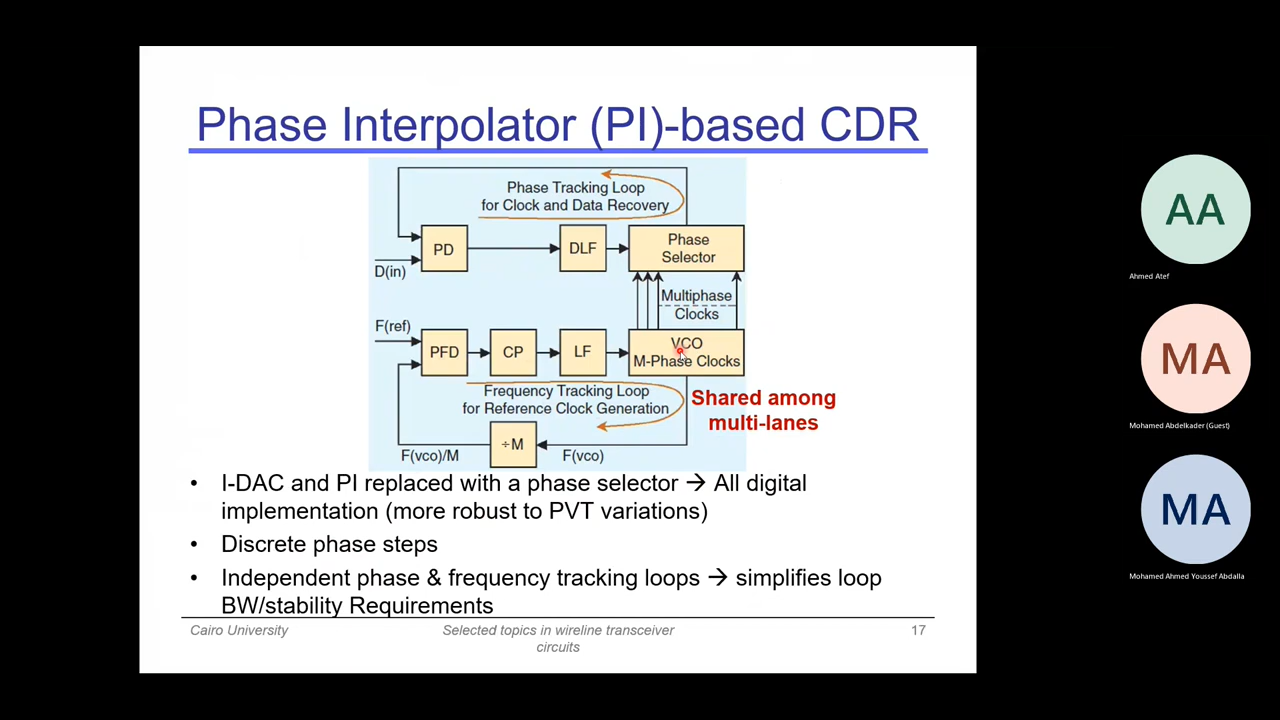 Phase Interpolator (PI)-based CDR
Phase Tracking Loop
for Clock and Data Recovery
PD
DLF
Phase
Selector
D(in)
Multiphase
Clocks
F(ref)
PFD
CP
LF
VCO
M-Phase Clocks
Frequency Tracking Loop
for Reference Clock Generation
Shared among
multi-lanes
÷M
F(vco)/M
F(vco)
• I-DAC and PI replaced with a phase selector → All digital
implementation (more robust to PVT variations)
• Discrete phase steps
• Independent phase & frequency tracking loops → simplifies loop
BW/stability Requirements
Cairo University
Selected topics in wireline transceiver
circuits
17
AA
Ahmed Atef
MA
Mohamed Abdelkader (Guest)
MA
Mohamed Ahmed Youssef Abdalla